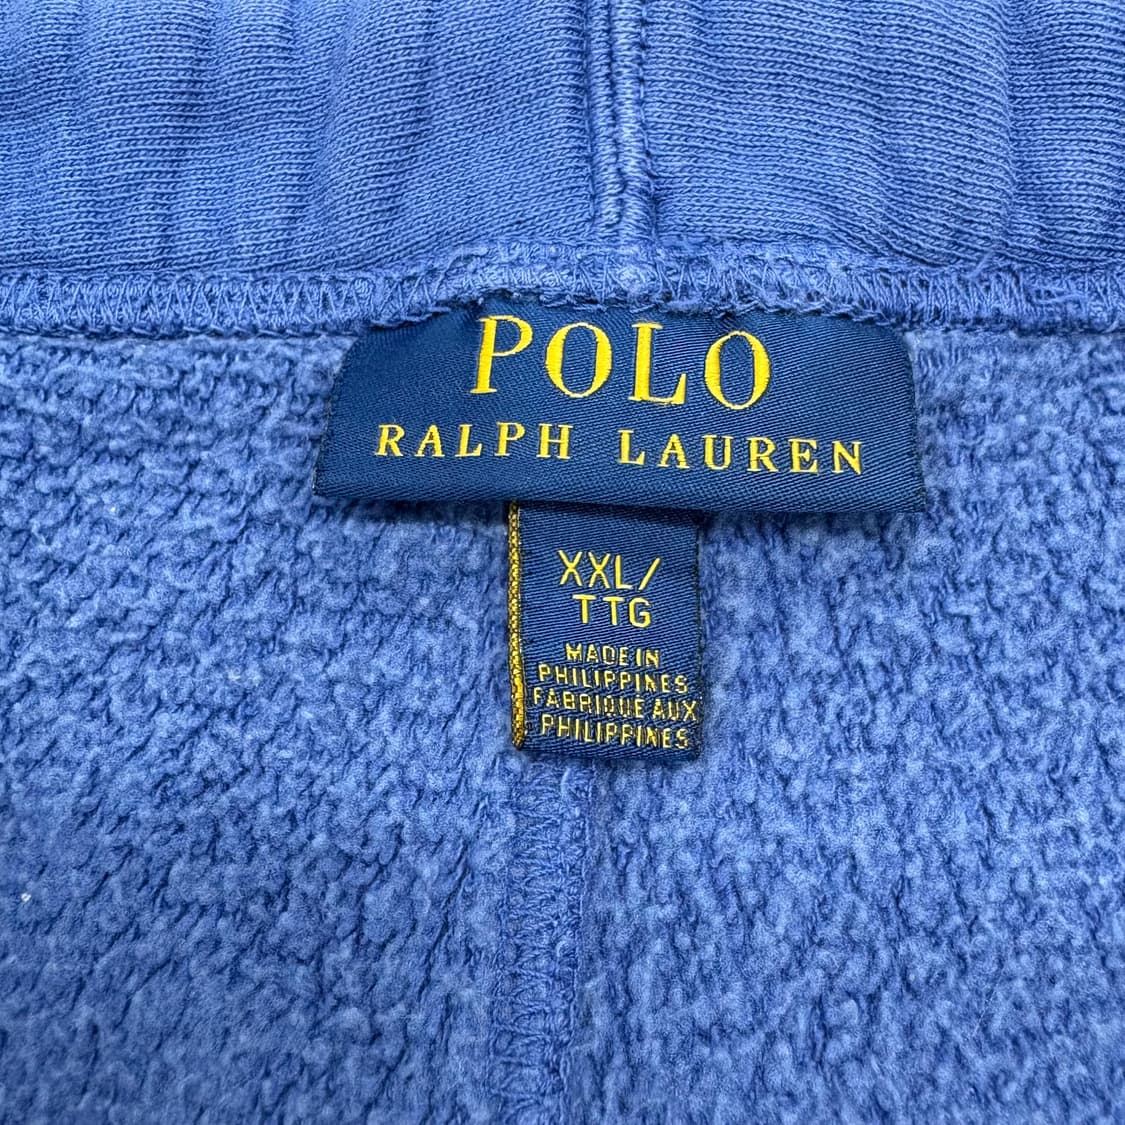 POLO
RALPH LAUREN
XXL/
TTG
MADE IN
PHILIPPINES
FABRIQUE AUX
PHILIPPINES